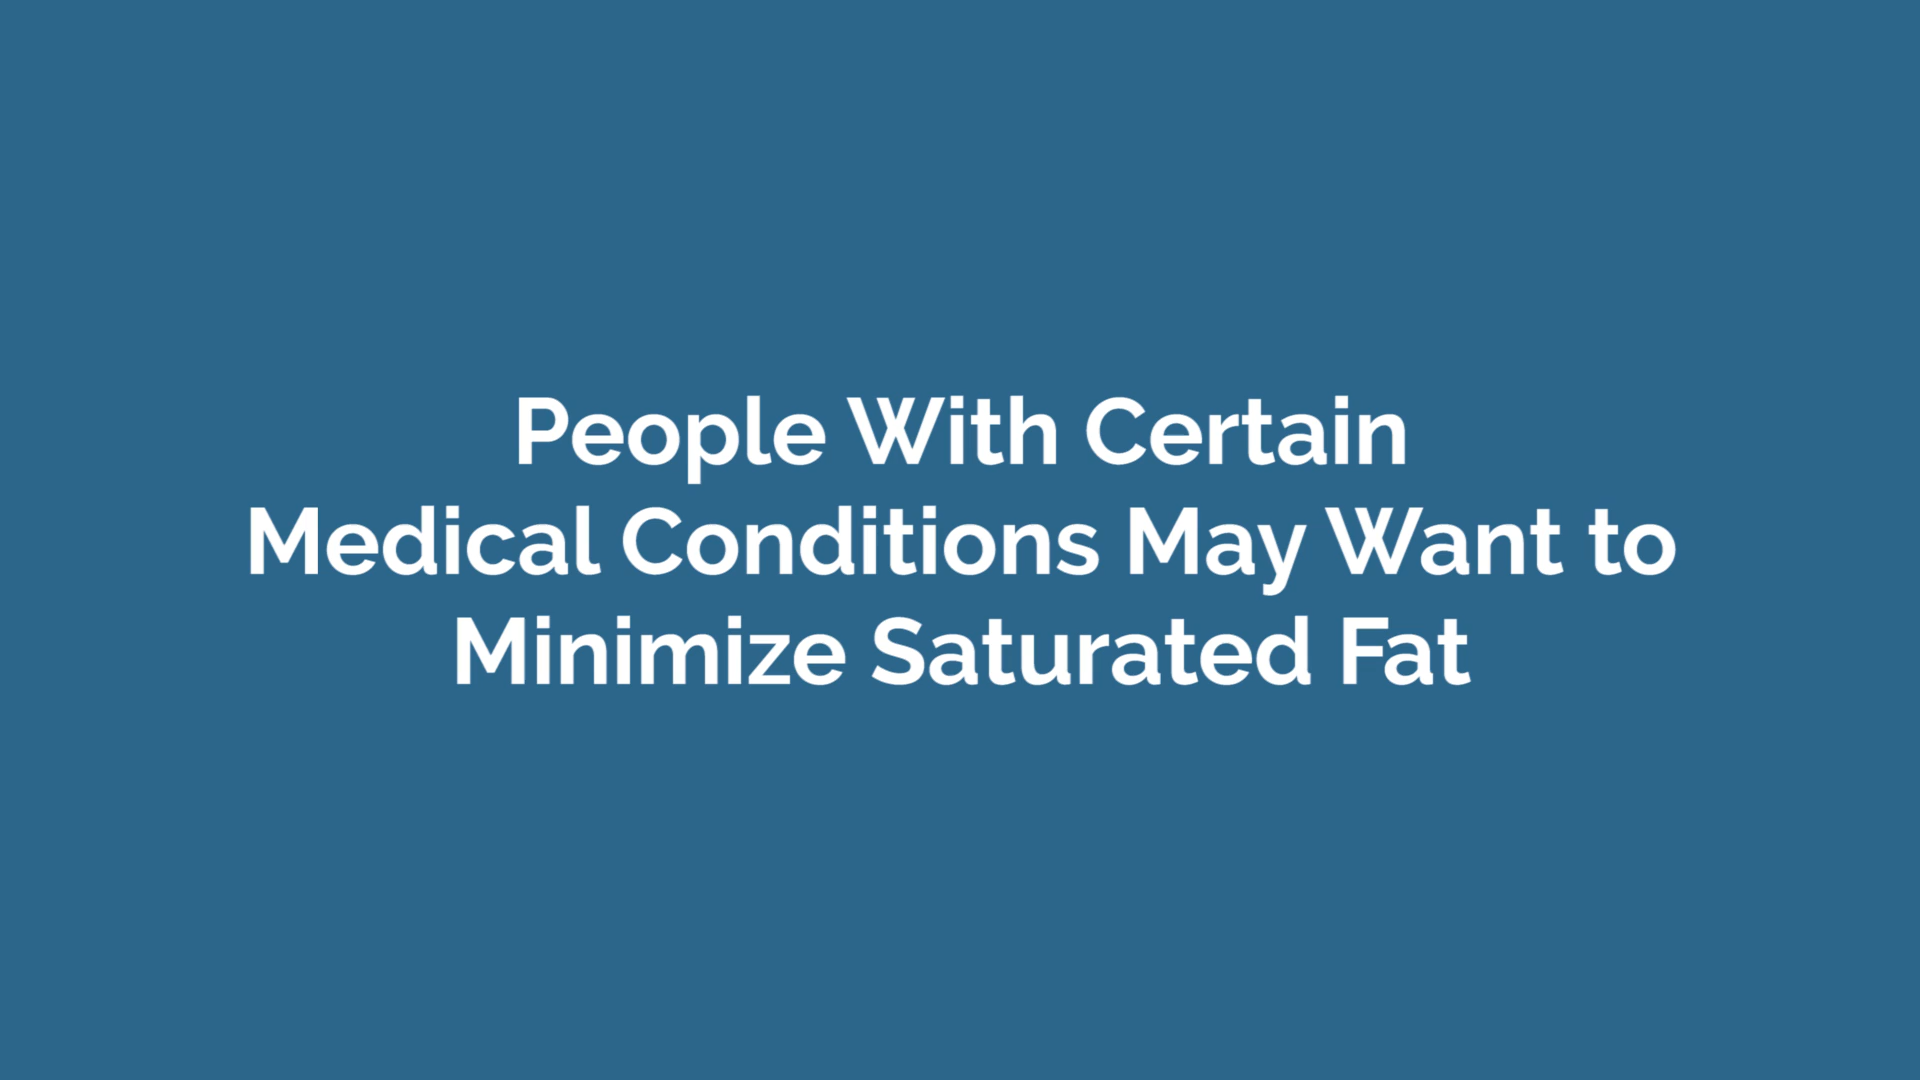 People With Certain
Medical Conditions May Want to
Minimize Saturated Fat